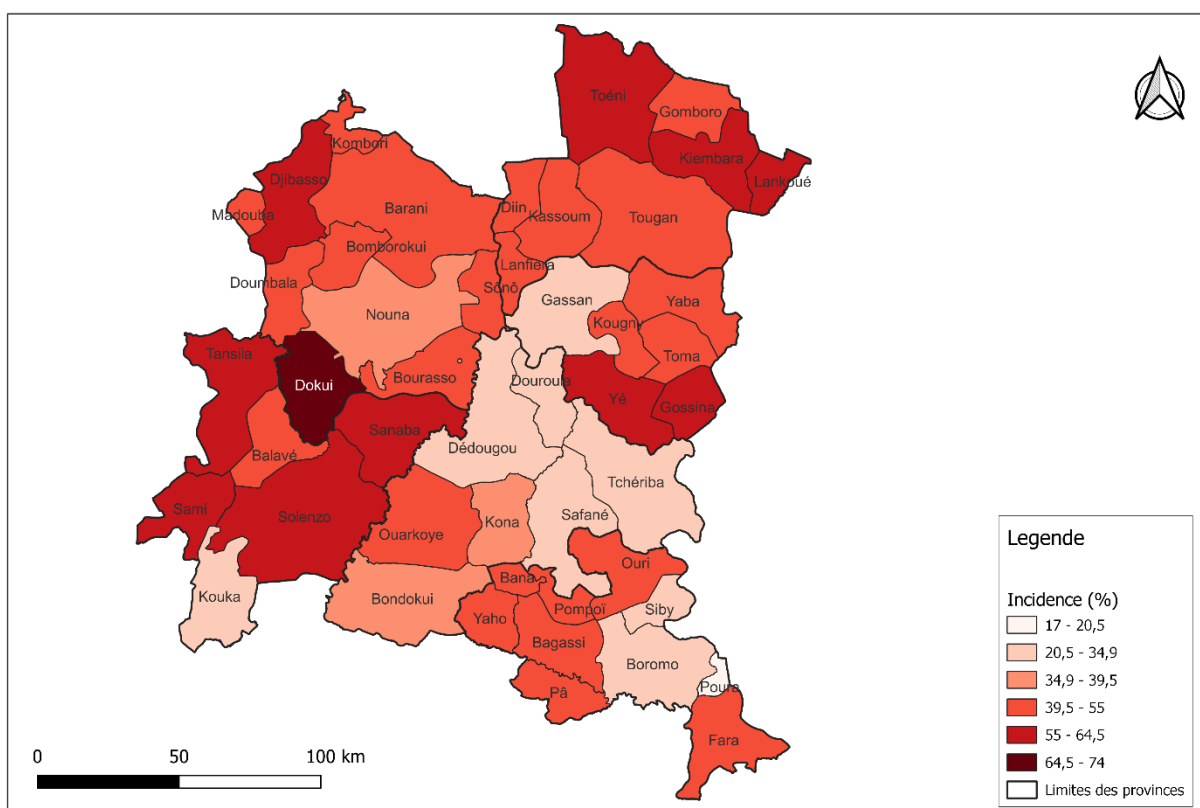 Toéni
Gomboro
Kombori
Kiembara
Djibasso
Lankoué
Madouba
Barani
Diin
Kassoum
Tougan
Bomborokui
Lanfiera
Doumbala
Sônô
Gassan
Yaba
Nouna
Kougn
Tansila
Toma
Dokui
Bourasso
Douroula
Yé
Gossina
Sanaba
Dédougou
Balavé
Tchériba
Sami
Solenzo
Safané
Ouarkoye
Kona
Ouri
Bana
Kouka
Bondokui
Pompoï
Siby
Yaho
Bagassi
Boromo
Poura
Pâ
Fara
0 50 100 km
Legende
Incidence (%)
17 - 20,5
20,5 - 34,9
34,9 - 39,5
39,5 - 55
55 - 64,5
64,5 - 74
Limites des provinces